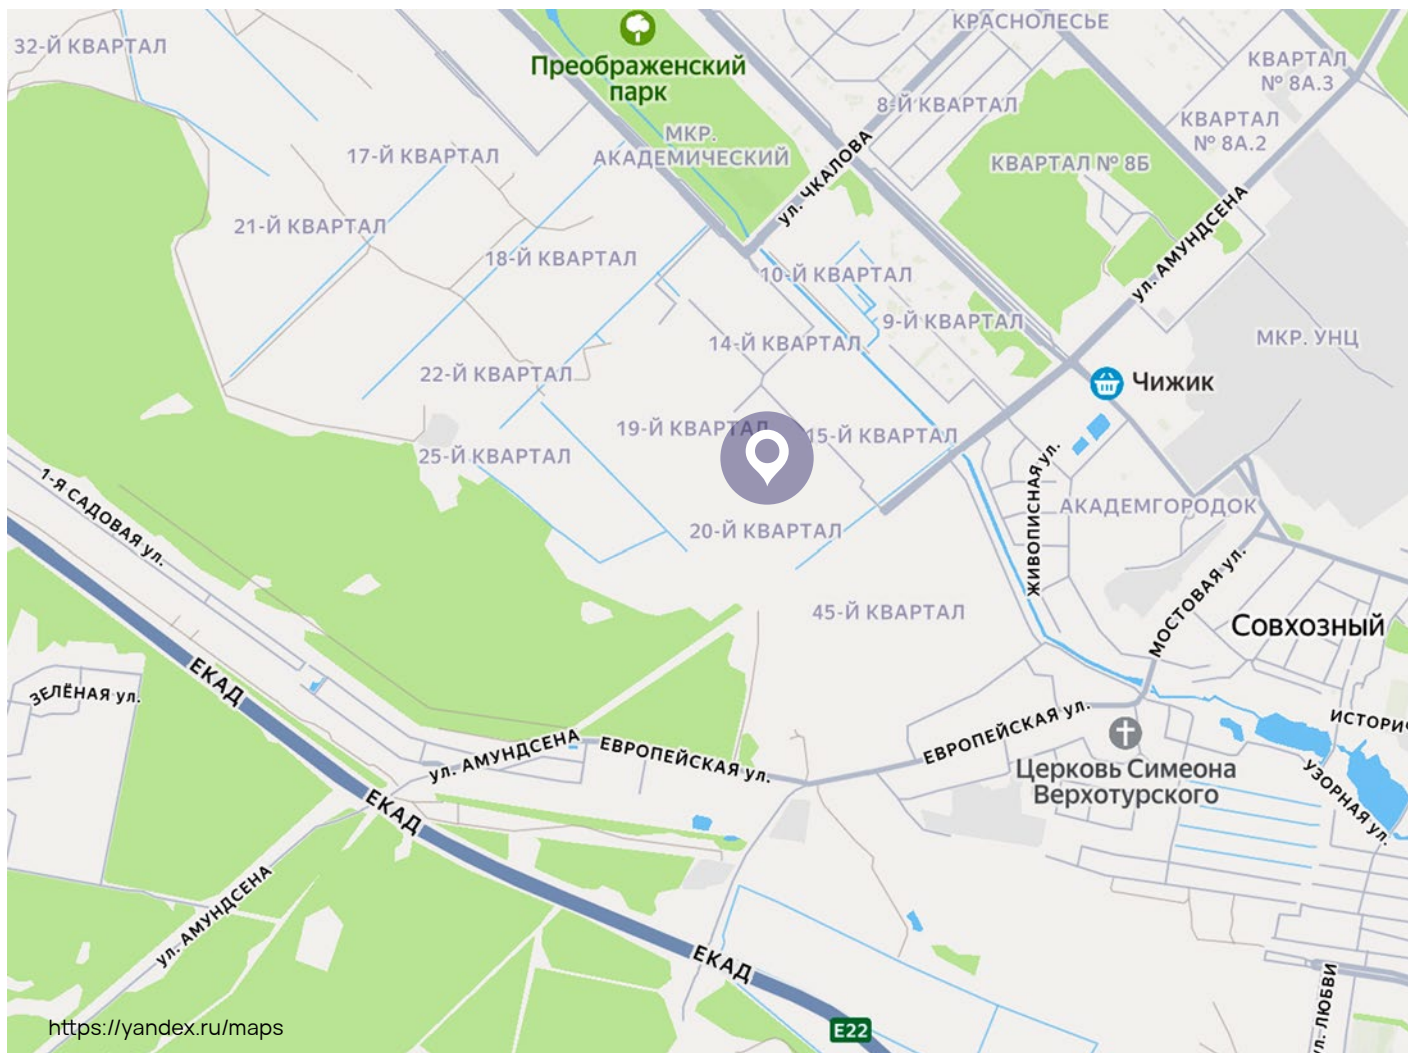 КРАСНОЛЕСЬЕ
32-Й КВАРТАЛ
Преображенский
парк
КВАРТАЛ
№ 8А.3
8-Й КВАРТАЛ
КВАРТАЛ
№ 8А.2
МКР.
АКАДЕМИЧЕСКИЙ
17-Й КВАРТАЛ
КВАРТАЛ № 8Б
ул. ЧКАЛОВА
21-Й КВАРТАЛ
ул. АМУНДСЕНА
18-Й КВАРТАЛ
10-Й КВАРТАЛ
9-Й КВАРТАЛ
14-Й КВАРТАЛ
МКР. УНЦ
22-Й КВАРТАЛ
Чижик
19-Й КВАРТАЛ
15-Й КВАРТАЛ
25-Й КВАРТАЛ
1-Я САДОВАЯ ул.
ЖИВОПИСНАЯ ул.
АКАДЕМГОРОДОК
20-Й КВАРТАЛ
МОСТОВАЯ ул.
45-Й КВАРТАЛ
Совхозный
ЕКАД
ЗЕЛЁНАЯ ул.
ИСТОРИЧ
ЕВРОПЕЙСКАЯ ул.
ул. АМУНДСЕНА
ЕВРОПЕЙСКАЯ ул.
Церковь Симеона
Верхотурского
УЗОРНАЯ ул.
ЕКАД
ул. АМУНДСЕНА
ЕКАД
ул. ЛЮБВИ
https://yandex.ru/maps
E22